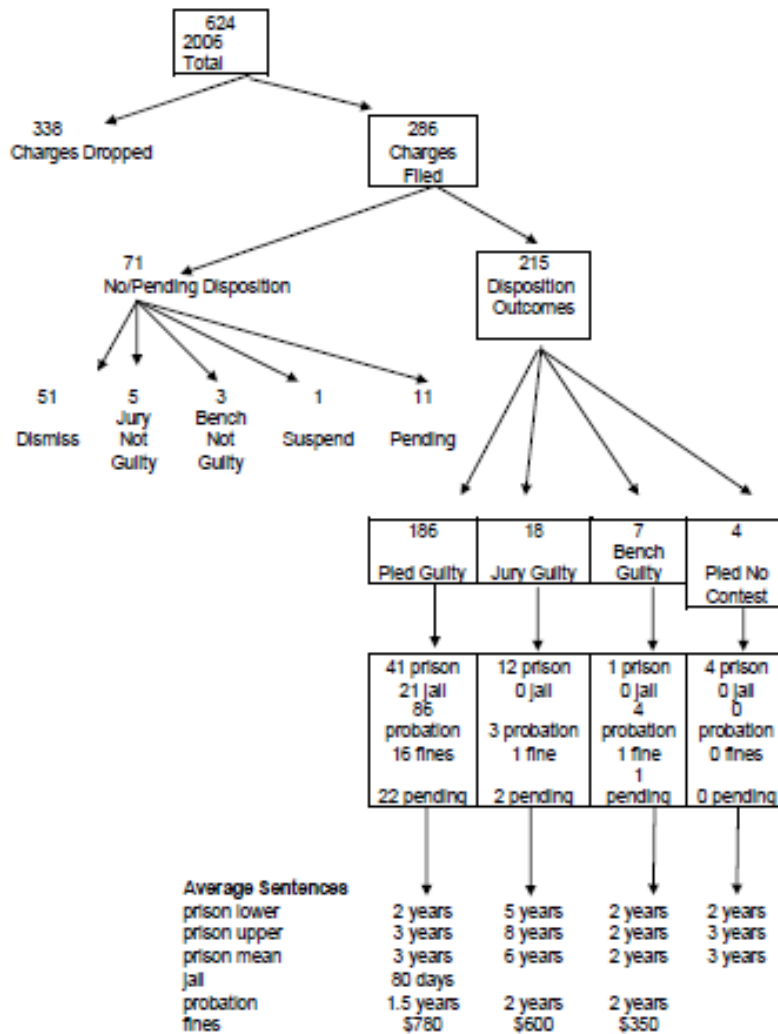 624
2006
Total
338
Charges Dropped
286
Charges
Filed
71
No/Pending Disposition
215
Disposition
Outcomes
51
Dismiss
5
Jury
Not
Guilty
3
Bench
Not
Guilty
1
Suspend
11
Pending
186
Pled Guilty
18
Jury Guilty
7
Bench
Guilty
4
Pled No
Contest
41 prison
21 jail
86
probation
16 fines
22 pending
12 prison
0 jail
3 probation
1 fine
2 pending
1 prison
0 jail
4
probation
1 fine
1
pending
4 prison
0 jail
0
probation
0 fines
0 pending
Average Sentences
prison lower 2 years 5 years 2 years 2 years
prison upper 3 years 8 years 2 years 3 years
prison mean 3 years 6 years 2 years 3 years
jail 80 days
probation 1.5 years 2 years 2 years
fines $780 $600 $350